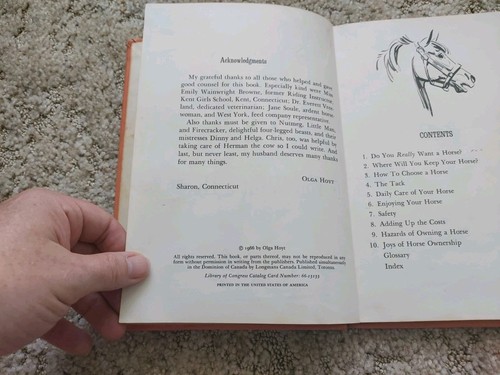 Acknowledgments
My grateful thanks to all those who helped and gave
good counsel for this book. Especially kind were Miss
Emily Wainwright Browne, former Riding Instructor,
Kent Girls School, Kent, Connecticut; Dr. Everett Vree-
land, dedicated veterinarian; Jane Soule, ardent horse-
woman, and West York, feed company representative.
Also thanks must be given to Nutmeg, Little Man,
and Firecracker, delightful four-legged beasts, and their
mistresses Dinny and Helga. Chris, too, was helpful by
taking care of Herman the cow so I could write. And
last, but never least, my husband deserves many thanks
for many things.
OLGA HOYT
Sharon, Connecticut
© 1966 by Olga Hoyt
All rights reserved. This book, or parts thereof, may not be reproduced in any
form without permission in writing from the publishers. Published simultaneously
in the Dominion of Canada by Longmans Canada Limited, Toronto.
Library of Congress Catalog Card Number: 66-15153
PRINTED IN THE UNITED STATES OF AMERICA
CONTENTS
1. Do You Really Want a Horse?
2. Where Will You Keep Your Horse?
3. How To Choose a Horse
4. The Tack
5. Daily Care of Your Horse
6. Enjoying Your Horse
7. Safety
8. Adding Up the Costs
9. Hazards of Owning a Horse
10. Joys of Horse Ownership
Glossary
Index